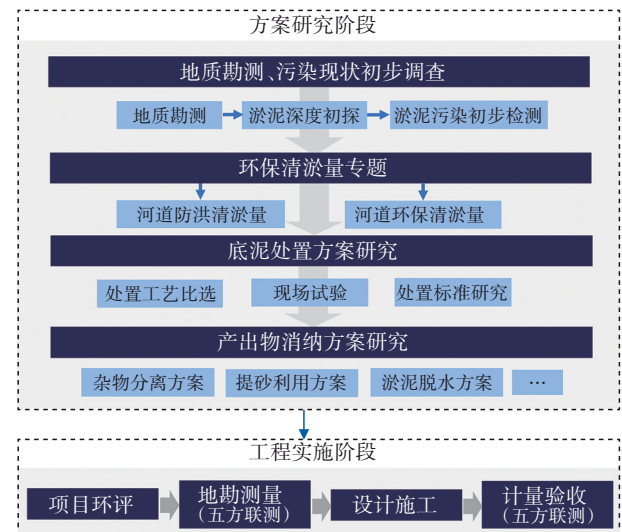 方案研究阶段
地质勘测、污染现状初步调查
地质勘测 淤泥深度初探 淤泥污染初步检测
环保清淤量专题
河道防洪清淤量 河道环保清淤量
底泥处置方案研究
处置工艺比选 现场试验 处置标准研究
产出物消纳方案研究
杂物分离方案 提砂利用方案 淤泥脱水方案 …
工程实施阶段
项目环评 地勘测量 设计施工 计量验收
(五方联测) (五方联测)